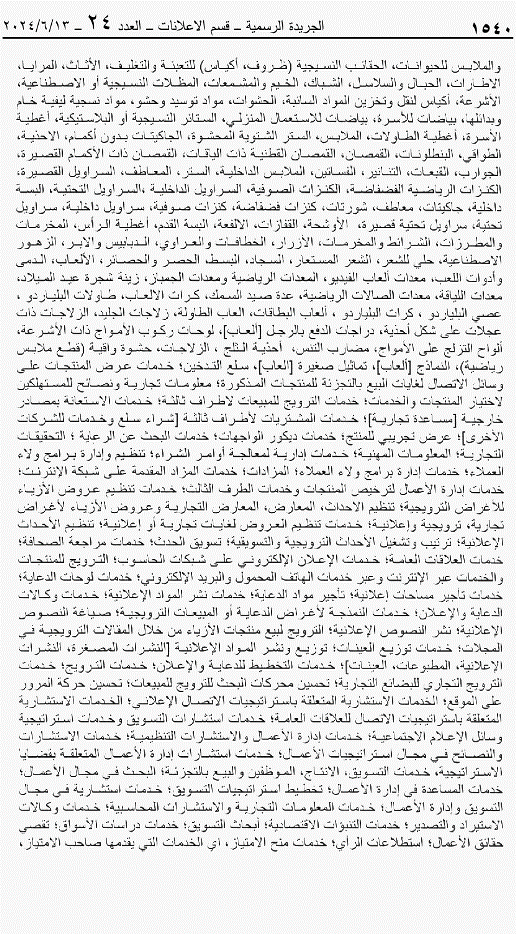 ١٥٤٠ الجريدة الرسمية – قسم الاعلانات – العدد ٢٤ – ٢٠٢٤/٦/١٣
والملابس للحيوانات، الحقائب النسيجية (ظروف، أكياس) للتعبئة والتغليف، الأثاث، المرايا،
الاطارات، الحبال والسلاسل، الشباك، الخيم والمشمعات، المظلات النسيجية أو الاصطناعية،
الأشرعة، أكياس لنقل وتخزين المواد السائبة، الحشوات، مواد توسيد وحشو، مواد نسجية ليفية خام
وبدائلها، بياضات للأسرة، بياضات للاستعمال المنزلي، الستائر النسيجية أو البلاستيكية، أغطية
الأسرة، أغطية الطاولات، الملابس، الستر الشتوية المحشوة، الجاكيتات بدون أكمام، الاحذية،
الطواقي، البنطلونات، القمصان، القمصان القطنية ذات الياقات، القمصان ذات الأكمام القصيرة،
الجوارب، القبعات، التنانير، الفساتين، الملابس الداخلية، الستر، المعاطف، السراويل القصيرة،
الكنزات الرياضية الفضفاضة، الكنزات الصوفية، السراويل الداخلية، السراويل التحتية، البسة
داخلية، جاكيتات، معاطف، شورتات، كنزات فضفاضة، كنزات صوفية، سراويل داخلية، سراويل
تحتية، سراويل تحتية قصيرة، الأوشحة، القفازات، الالفعة، البسة القدم، أغطية الرأس، المخرمات
والمطرزات، الشرائط والمخرمات، الأزرار، الخطافات والعراوي، الدبابيس والابر، الزهور
الاصطناعية، حلي للشعر، الشعر المستعار، السجاد، البسط، الحصر والحصائر، الألعاب، الدمى
وأدوات اللعب، معدات ألعاب الفيديو، المعدات الرياضية ومعدات الجمباز، زينة شجرة عيد الميلاد،
معدات اللياقة، معدات الصالات الرياضية، عدة صيد السمك، كرات الالعاب، طاولات البلياردو ،
عصي البلياردو ، كرات البلياردو ، ألعاب البطاقات، العاب الطاولة، زلاجات الجليد، الزلاجات ذات
عجلات على شكل أحذية، دراجات الدفع بالرجل [ألعاب]، لوحات ركوب الامواج ذات الأشرعة،
ألواح التزلج على الأمواج، مضارب التنس، أحذية الثلج ، الزلاجات، حشوة واقية (قطع ملابس
رياضية)، النماذج [ألعاب]، تماثيل صغيرة [العاب]، سلع التدخين؛ خدمات عرض المنتجات على
وسائل الاتصال لغايات البيع بالتجزئة للمنتجات المذكورة؛ معلومات تجارية ونصائح للمستهلكين
لاختيار المنتجات والخدمات؛ خدمات الترويج للمبيعات لاطراف ثالثة؛ خدمات الاستعانة بمصادر
خارجية [مساعدة تجارية]؛ خدمات المشتريات لأطراف ثالثة [شراء سلع وخدمات للشركات
الأخرى]؛ عرض تجريبي للمنتج؛ خدمات ديكور الواجهات؛ خدمات البحث عن الرعاية ؛ التحقيقات
التجارية؛ المعلومات المهنية؛ خدمات إدارية لمعالجة أوامر الشراء؛ تنظيم وإدارة برامج ولاء
العملاء؛ خدمات إدارة برامج ولاء العملاء؛ المزادات؛ خدمات المزاد المقدمة على شبكة الإنترنت؛
خدمات إدارة الأعمال لترخيص المنتجات وخدمات الطرف الثالث؛ خدمات تنظيم عروض الأزياء
للأغراض الترويجية؛ تنظيم الاحداث، المعارض، المعارض التجارية وعروض الأزياء لأغراض
تجارية، ترويجية وإعلانية؛ خدمات تنظيم العروض لغايات تجارية أو إعلانية؛ تنظيم الأحداث
الإعلانية؛ ترتيب وتشغيل الأحداث الترويجية والتسويقية؛ تسويق الحدث؛ خدمات مراجعة الصحافة؛
خدمات العلاقات العامة؛ خدمات الإعلان الإلكتروني على شبكات الحاسوب؛ الترويج للمنتجات
والخدمات عبر الإنترنت وعبر خدمات الهاتف المحمول والبريد الإلكتروني؛ خدمات لوحات الدعاية؛
خدمات تأجير مساحات إعلانية؛ تأجير مواد الدعاية؛ خدمات نشر المواد الإعلانية؛ خدمات وكالات
الدعاية والإعلان؛ خدمات النمذجة لأغراض الدعاية أو المبيعات الترويجية؛ صياغة النصوص
الإعلانية؛ نشر النصوص الإعلانية؛ الترويج لبيع منتجات الأزياء من خلال المقالات الترويجية في
المجلات؛ خدمات توزيع العينات؛ توزيع ونشر المواد الإعلانية [النشرات المصغرة، النشرات
الإعلانية، المطبوعات، العينات]؛ خدمات التخطيط للدعاية والإعلان؛ خدمات الترويج؛ خدمات
الترويج التجاري للبضائع التجارية؛ تحسين محركات البحث للترويج للمبيعات؛ تحسين حركة المرور
على الموقع؛ الخدمات الاستشارية المتعلقة باستراتيجيات الاتصال الإعلاني؛ الخدمات الاستشارية
المتعلقة باستراتيجيات الاتصال للعلاقات العامة؛ خدمات استشارات التسويق وخدمات استراتيجية
وسائل الإعلام الاجتماعية؛ خدمات إدارة الأعمال والاستشارات التنظيمية؛ خدمات الاستشارات
والنصائح في مجال استراتيجيات الأعمال؛ خدمات استشارات إدارة الأعمال المتعلقة بقضايا
الاستراتيجية، خدمات التسويق، الانتاج، الموظفين والبيع بالتجزئة؛ البحث في مجال الأعمال؛
خدمات المساعدة في إدارة الأعمال؛ تخطيط استراتيجيات التسويق؛ خدمات استشارية في مجال
التسويق وإدارة الأعمال؛ خدمات المعلومات التجارية والاستشارات المحاسبية؛ خدمات وكالات
الاستيراد والتصدير؛ خدمات التنبؤات الاقتصادية؛ أبحاث التسويق؛ خدمات دراسات الأسواق؛ تقصي
حقائق الأعمال؛ استطلاعات الرأي؛ خدمات منح الامتياز، اي الخدمات التي يقدمها صاحب الامتياز،